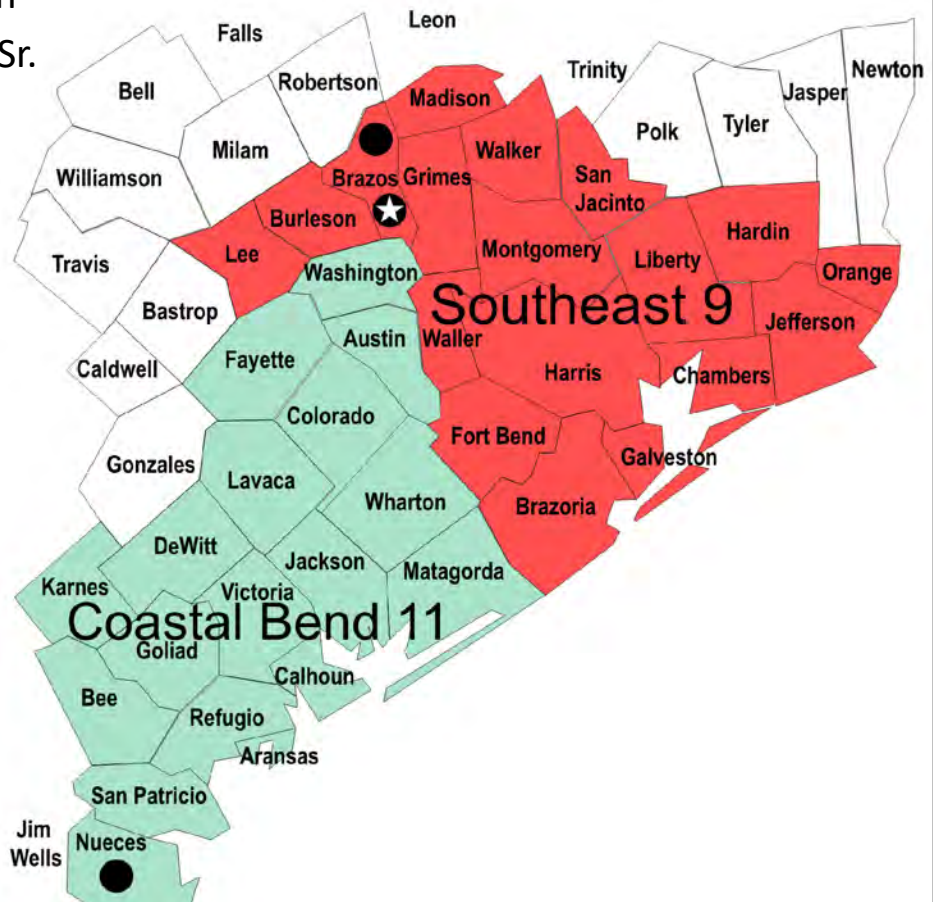 n
Sr.
Falls
Leon
Bell
Robertson
Trinity
Newton
Jasper
Madison
Milam
Polk
Tyler
Walker
Williamson
Brazos
Grimes
San
Jacinto
Burleson
Hardin
Lee
Montgomery
Liberty
Travis
Washington
Orange
Southeast 9
Bastrop
Austin
Waller
Jefferson
Fayette
Caldwell
Harris
Chambers
Colorado
Fort Bend
Galveston
Gonzales
Lavaca
Wharton
Brazoria
DeWitt
Jackson
Matagorda
Karnes
Victoria
Coastal Bend 11
Goliad
Calhoun
Bee
Refugio
Aransas
San Patricio
Jim
Wells
Nueces